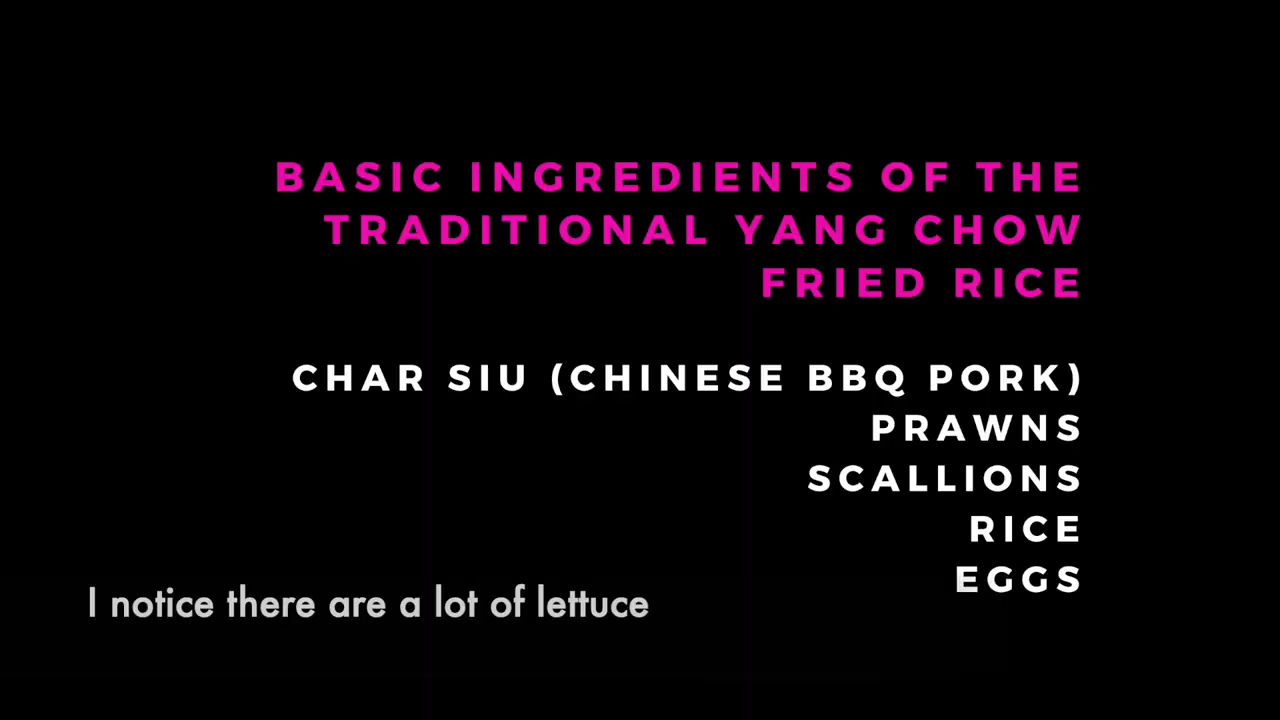 BASIC INGREDIENTS OF THE
TRADITIONAL YANG CHOW
FRIED RICE
CHAR SIU (CHINESE BBQ PORK)
PRAWNS
SCALLIONS
RICE
EGGS
I notice there are a lot of lettuce